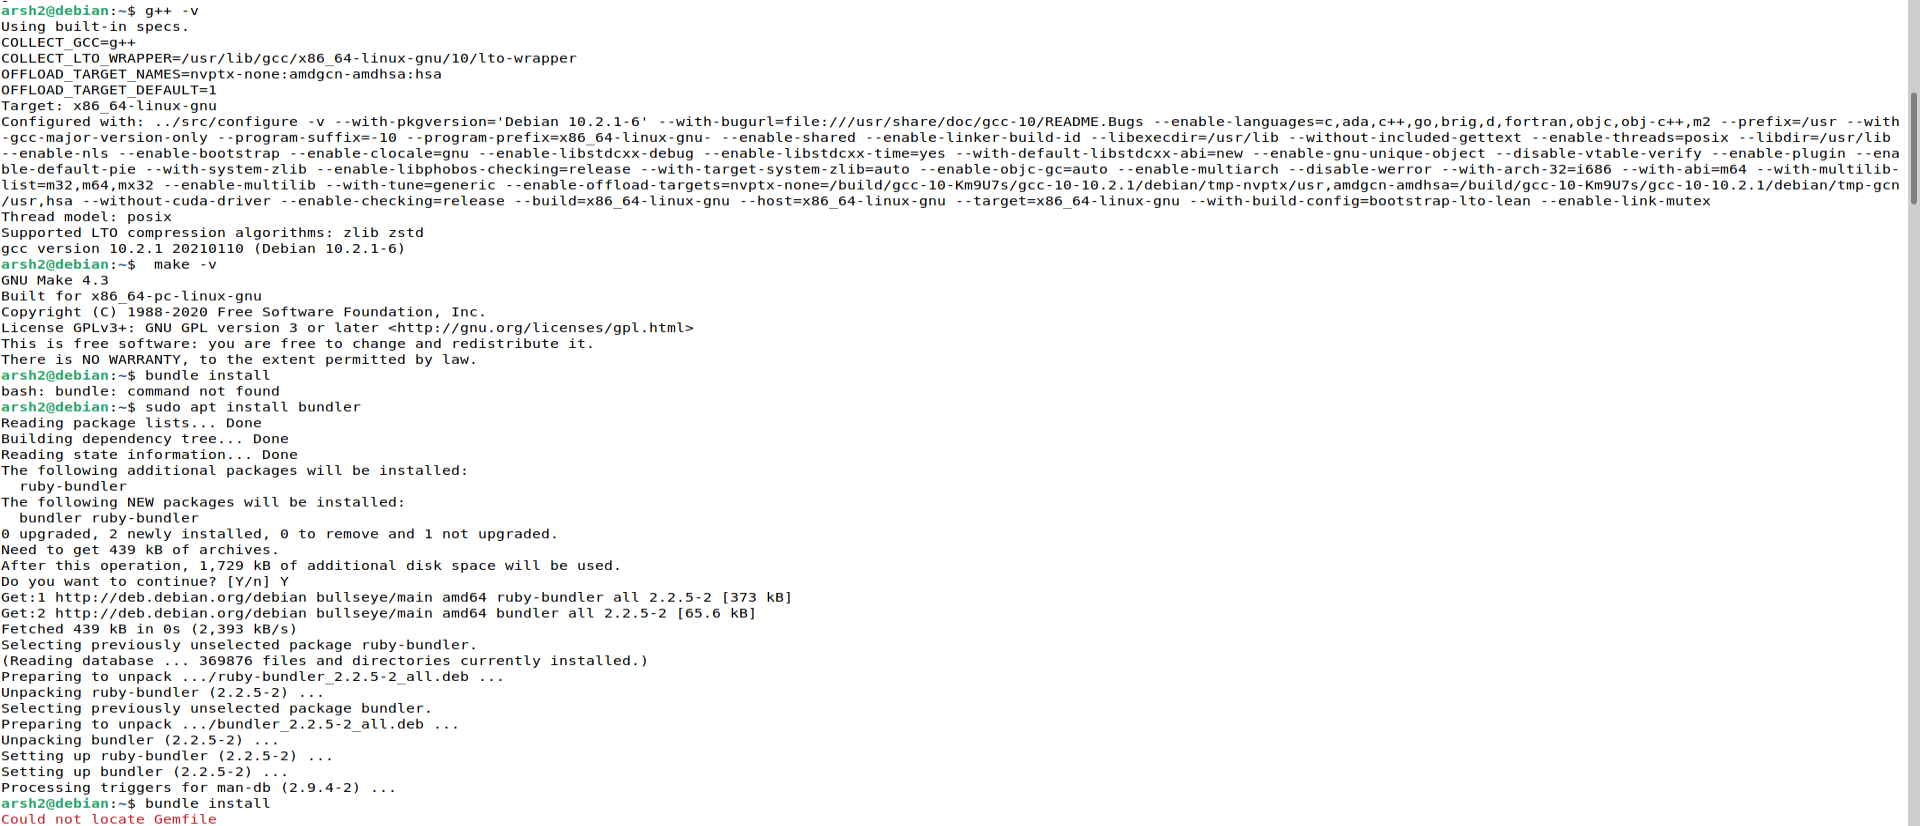 arsh2@debian:~$ g++ -v
Using built-in specs.
COLLECT_GCC=g++
COLLECT_LTO_WRAPPER=/usr/lib/gcc/x86_64-linux-gnu/10/lto-wrapper
OFFLOAD_TARGET_NAMES=nvptx-none:amdgcn-amdhsa:hsa
OFFLOAD_TARGET_DEFAULT=1
Target: x86_64-linux-gnu
Configured with: ../src/configure -v --with-pkgversion='Debian 10.2.1-6' --with-bugurl=file:///usr/share/doc/gcc-10/README.Bugs --enable-languages=c,ada,c++,go,brig,d,fortran,objc,obj-c++,m2 --prefix=/usr --with
-gcc-major-version-only --program-suffix=-10 --program-prefix=x86_64-linux-gnu- --enable-shared --enable-linker-build-id --libexecdir=/usr/lib --without-included-gettext --enable-threads=posix --libdir=/usr/lib
--enable-nls --enable-bootstrap --enable-clocale=gnu --enable-libstdcxx-debug --enable-libstdcxx-time=yes --with-default-libstdcxx-abi=new --enable-gnu-unique-object --disable-vtable-verify --enable-plugin --ena
ble-default-pie --with-system-zlib --enable-libphobos-checking=release --with-target-system-zlib=auto --enable-objc-gc=auto --enable-multiarch --disable-werror --with-arch-32=i686 --with-abi=m64 --with-multilib-
list=m32,m64,mx32 --enable-multilib --with-tune=generic --enable-offload-targets=nvptx-none=/build/gcc-10-Km9U7s/gcc-10-10.2.1/debian/tmp-nvptx/usr,amdgcn-amdhsa=/build/gcc-10-Km9U7s/gcc-10-10.2.1/debian/tmp-gcn
/usr,hsa --without-cuda-driver --enable-checking=release --build=x86_64-linux-gnu --host=x86_64-linux-gnu --target=x86_64-linux-gnu --with-build-config=bootstrap-lto-lean --enable-link-mutex
Thread model: posix
Supported LTO compression algorithms: zlib zstd
gcc version 10.2.1 20210110 (Debian 10.2.1-6)
arsh2@debian:~$  make -v
GNU Make 4.3
Built for x86_64-pc-linux-gnu
Copyright (C) 1988-2020 Free Software Foundation, Inc.
License GPLv3+: GNU GPL version 3 or later <http://gnu.org/licenses/gpl.html>
This is free software: you are free to change and redistribute it.
There is NO WARRANTY, to the extent permitted by law.
arsh2@debian:~$ bundle install
bash: bundle: command not found
arsh2@debian:~$ sudo apt install bundler
Reading package lists... Done
Building dependency tree... Done
Reading state information... Done
The following additional packages will be installed:
  ruby-bundler
The following NEW packages will be installed:
  bundler ruby-bundler
0 upgraded, 2 newly installed, 0 to remove and 1 not upgraded.
Need to get 439 kB of archives.
After this operation, 1,729 kB of additional disk space will be used.
Do you want to continue? [Y/n] Y
Get:1 http://deb.debian.org/debian bullseye/main amd64 ruby-bundler all 2.2.5-2 [373 kB]
Get:2 http://deb.debian.org/debian bullseye/main amd64 bundler all 2.2.5-2 [65.6 kB]
Fetched 439 kB in 0s (2,393 kB/s)
Selecting previously unselected package ruby-bundler.
(Reading database ... 369876 files and directories currently installed.)
Preparing to unpack .../ruby-bundler_2.2.5-2_all.deb ...
Unpacking ruby-bundler (2.2.5-2) ...
Selecting previously unselected package bundler.
Preparing to unpack .../bundler_2.2.5-2_all.deb ...
Unpacking bundler (2.2.5-2) ...
Setting up ruby-bundler (2.2.5-2) ...
Setting up bundler (2.2.5-2) ...
Processing triggers for man-db (2.9.4-2) ...
arsh2@debian:~$ bundle install
Could not locate Gemfile